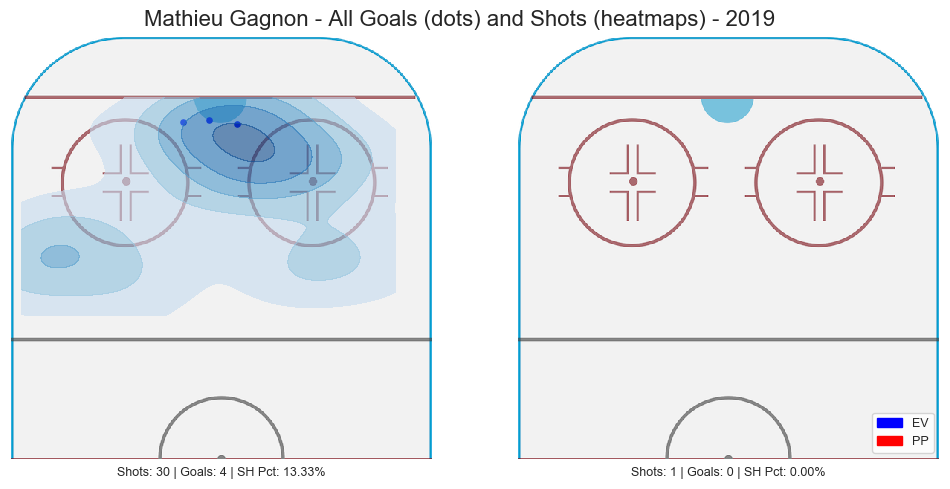 Mathieu Gagnon - All Goals (dots) and Shots (heatmaps) - 2019
EV
PP
Shots: 30 | Goals: 4 | SH Pct: 13.33%
Shots: 1 | Goals: 0 | SH Pct: 0.00%